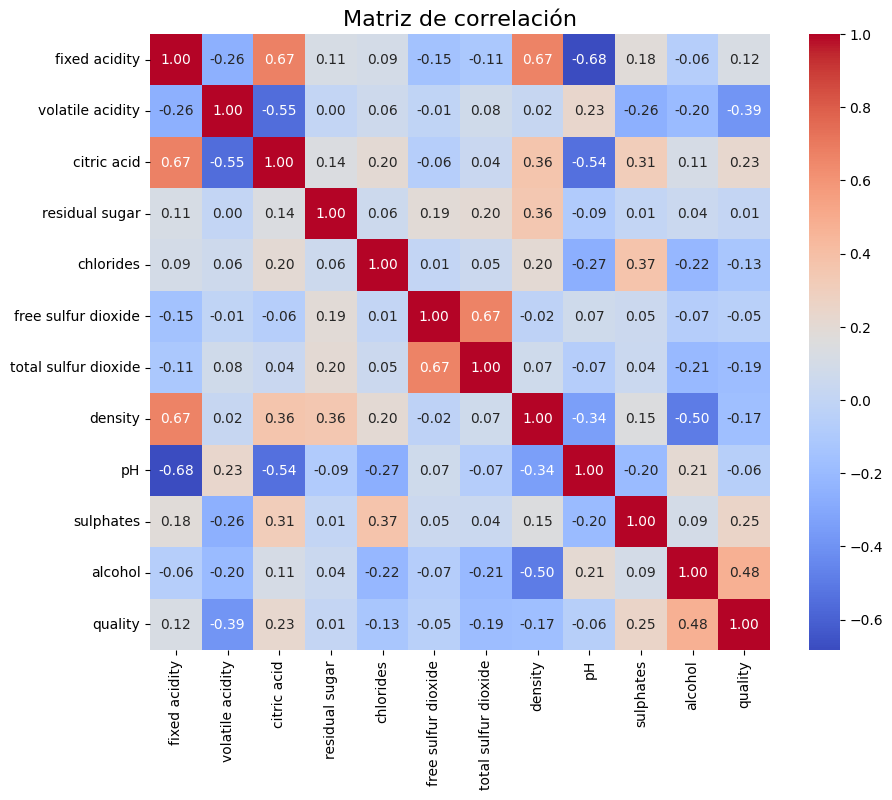 Matriz de correlación
fixed acidity 1.00 -0.26 0.67 0.11 0.09 -0.15 -0.11 0.67 -0.68 0.18 -0.06 0.12
volatile acidity -0.26 1.00 -0.55 0.00 0.06 -0.01 0.08 0.02 0.23 -0.26 -0.20 -0.39
citric acid 0.67 -0.55 1.00 0.14 0.20 -0.06 0.04 0.36 -0.54 0.31 0.11 0.23
residual sugar 0.11 0.00 0.14 1.00 0.06 0.19 0.20 0.36 -0.09 0.01 0.04 0.01
chlorides 0.09 0.06 0.20 0.06 1.00 0.01 0.05 0.20 -0.27 0.37 -0.22 -0.13
free sulfur dioxide -0.15 -0.01 -0.06 0.19 0.01 1.00 0.67 -0.02 0.07 0.05 -0.07 -0.05
total sulfur dioxide -0.11 0.08 0.04 0.20 0.05 0.67 1.00 0.07 -0.07 0.04 -0.21 -0.19
density 0.67 0.02 0.36 0.36 0.20 -0.02 0.07 1.00 -0.34 0.15 -0.50 -0.17
pH -0.68 0.23 -0.54 -0.09 -0.27 0.07 -0.07 -0.34 1.00 -0.20 0.21 -0.06
sulphates 0.18 -0.26 0.31 0.01 0.37 0.05 0.04 0.15 -0.20 1.00 0.09 0.25
alcohol -0.06 -0.20 0.11 0.04 -0.22 -0.07 -0.21 -0.50 0.21 0.09 1.00 0.48
quality 0.12 -0.39 0.23 0.01 -0.13 -0.05 -0.19 -0.17 -0.06 0.25 0.48 1.00
fixed acidity
volatile acidity
citric acid
residual sugar
chlorides
free sulfur dioxide
total sulfur dioxide
density
pH
sulphates
alcohol
quality
1.0
0.8
0.6
0.4
0.2
0.0
−0.2
−0.4
−0.6